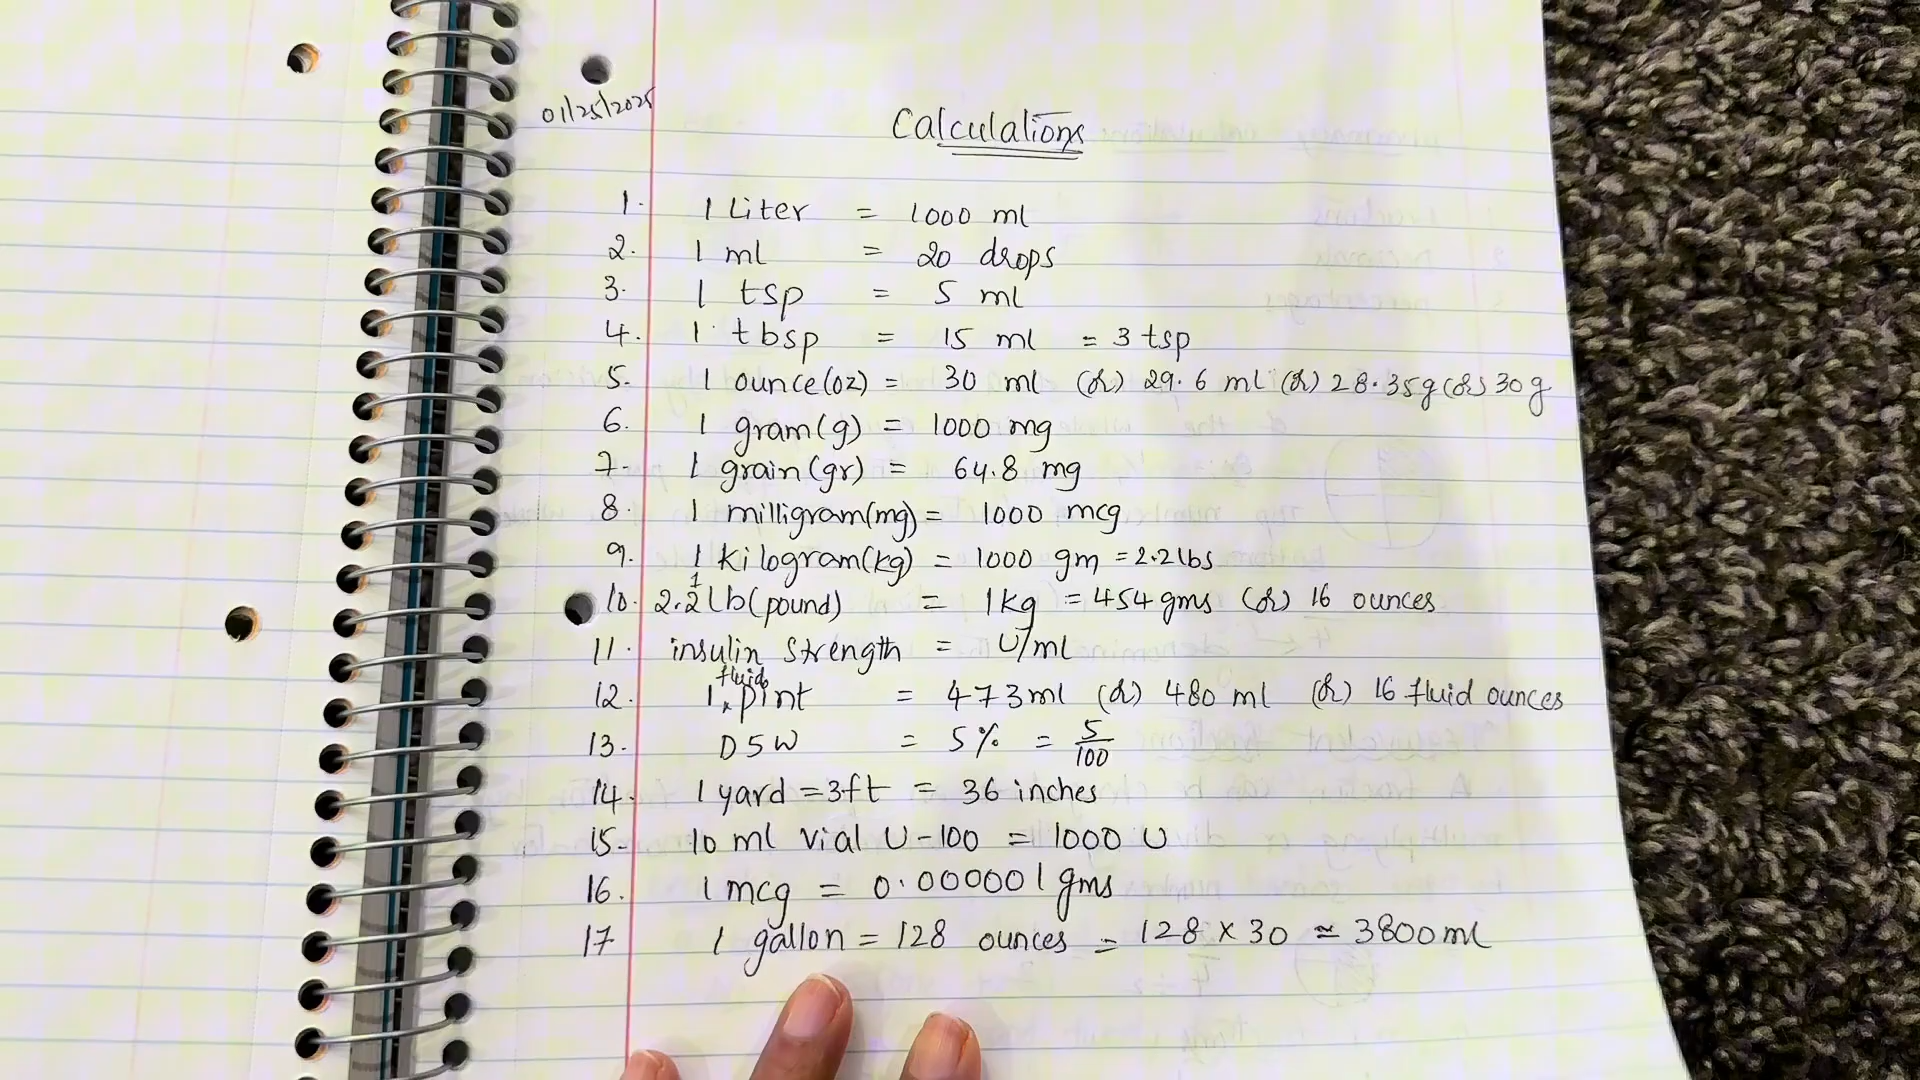 01/25/2025
Calculations
1. 1 Liter = 1000 ml
2. 1 ml = 20 drops
3. 1 tsp = 5 ml
4. 1 tbsp = 15 ml = 3 tsp
5. 1 ounce(oz) = 30 ml (or) 29.6 ml (or) 28.35g (or) 30g
6. 1 gram(g) = 1000 mg
7. 1 grain(gr) = 64.8 mg
8. 1 milligram(mg) = 1000 mcg
9. 1 kilogram(kg) = 1000 gm = 2.2lbs
1
10. 2.2 lb(pound) = 1kg = 454gms (or) 16 ounces
11. insulin strength = U/ml
fluid
12. 1 pint = 473ml (or) 480 ml (or) 16 fluid ounces
13. D5W = 5% = 5/100
14. 1 yard = 3ft = 36 inches
15. 10 ml vial U-100 = 1000 U
16. 1 mcg = 0.000001 gms
17 1 gallon = 128 ounces = 128 x 30 ≃ 3800ml